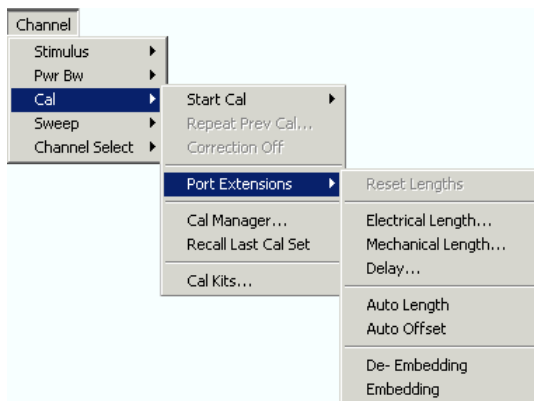 Channel
Stimulus
Pwr Bw
Cal
Sweep
Channel Select
Start Cal
Repeat Prev Cal...
Correction Off
Port Extensions
Cal Manager...
Recall Last Cal Set
Cal Kits...
Reset Lengths
Electrical Length...
Mechanical Length...
Delay...
Auto Length
Auto Offset
De- Embedding
Embedding